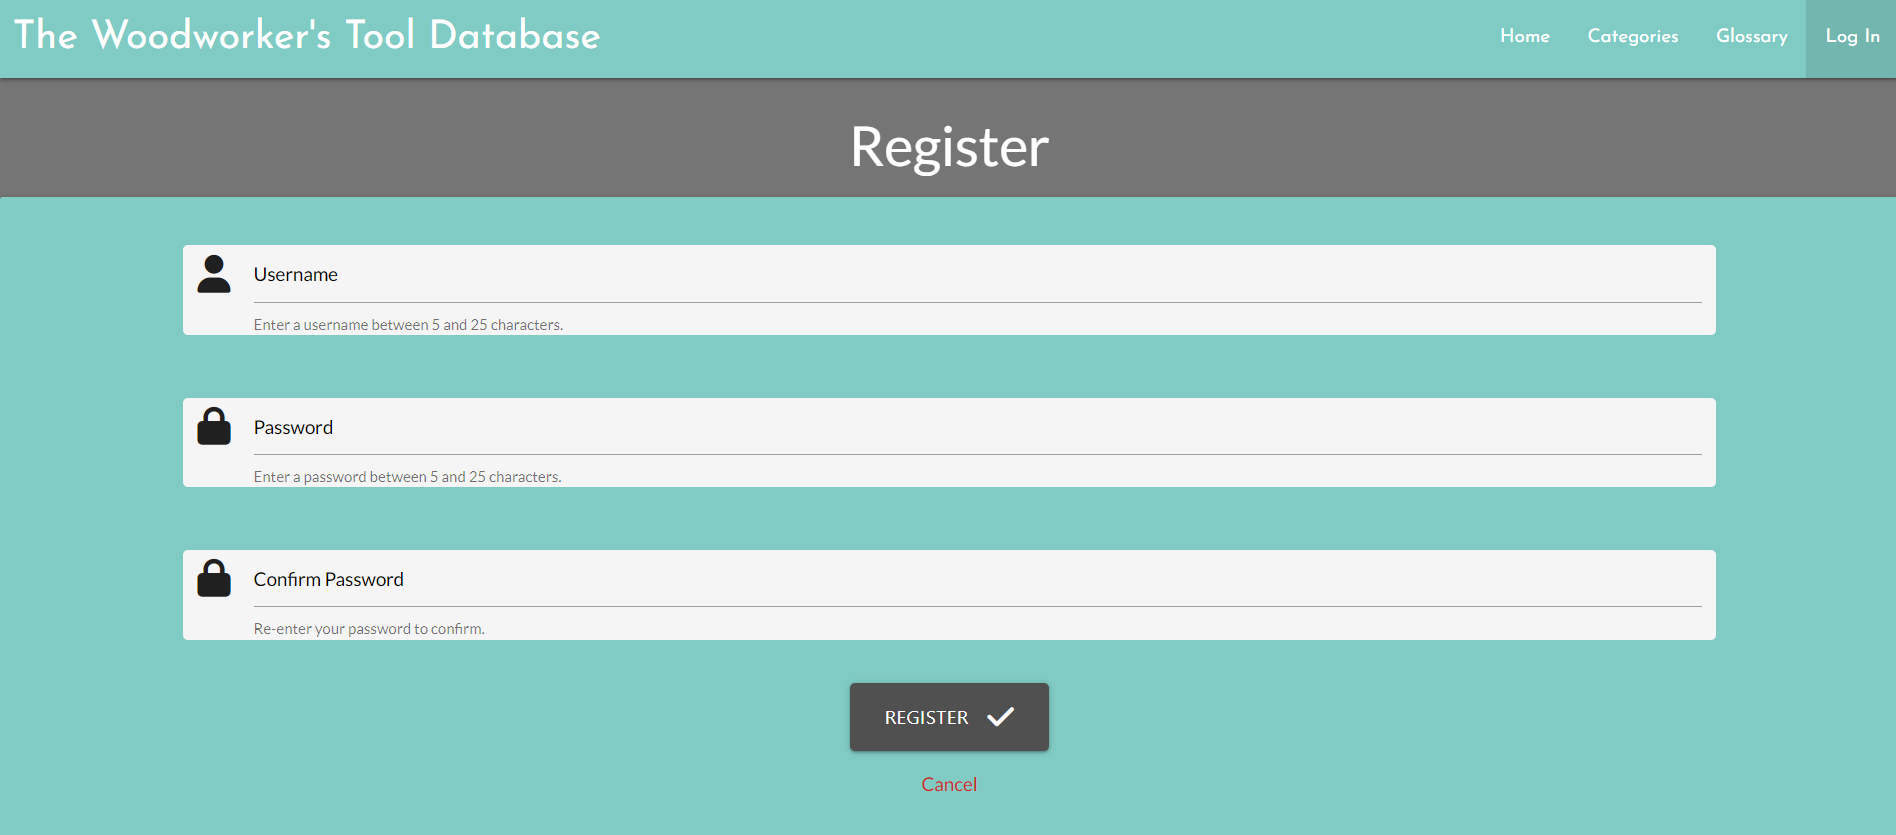 The Woodworker's Tool Database
Home Categories Glossary Log In
Register
Username
Enter a username between 5 and 25 characters.
Password
Enter a password between 5 and 25 characters.
Confirm Password
Re-enter your password to confirm.
REGISTER
Cancel